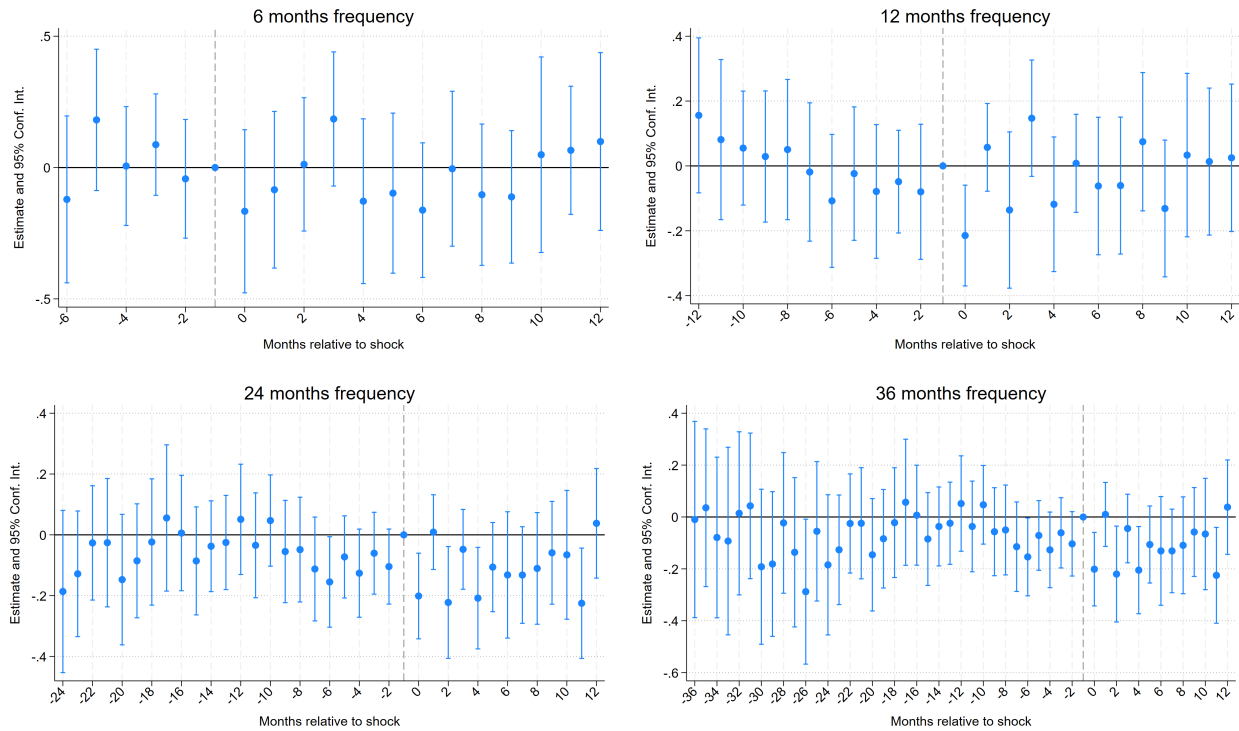 6 months frequency
Estimate and 95% Conf. Int.
.5
0
-.5
-6 -4 -2 0 2 4 6 8 10 12
Months relative to shock
12 months frequency
Estimate and 95% Conf. Int.
.4
.2
0
-.2
-.4
-12 -10 -8 -6 -4 -2 0 2 4 6 8 10 12
Months relative to shock
24 months frequency
Estimate and 95% Conf. Int.
.4
.2
0
-.2
-.4
-24 -22 -20 -18 -16 -14 -12 -10 -8 -6 -4 -2 0 2 4 6 8 10 12
Months relative to shock
36 months frequency
Estimate and 95% Conf. Int.
.4
.2
0
-.2
-.4
-.6
-36 -34 -32 -30 -28 -26 -24 -22 -20 -18 -16 -14 -12 -10 -8 -6 -4 -2 0 2 4 6 8 10 12
Months relative to shock